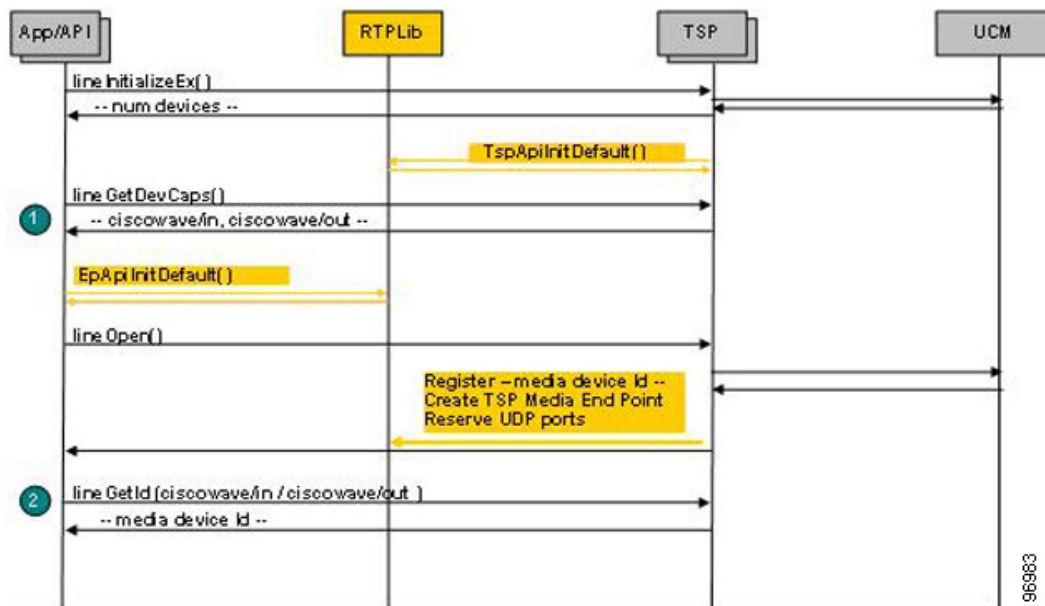 App/API
RTPLib
TSP
UCM
lineInitializeEx()
-- num devices --
TspApiInitDefault()
lineGetDevCaps()
1
-- ciscowave/in, ciscowave/out --
EpApiInitDefault()
lineOpen()
Register – media device Id --
Create TSP Media End Point
Reserve UDP ports
2
lineGetId (ciscowave/in / ciscowave/out )
-- media device Id --
96983